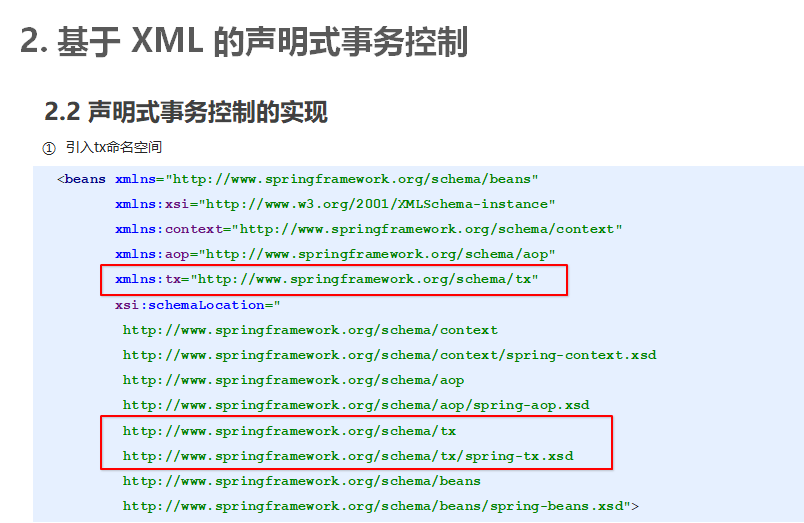 2. 基于 XML 的声明式事务控制
2.2 声明式事务控制的实现
① 引入tx命名空间
<beans xmlns="http://www.springframework.org/schema/beans"
xmlns:xsi="http://www.w3.org/2001/XMLSchema-instance"
xmlns:context="http://www.springframework.org/schema/context"
xmlns:aop="http://www.springframework.org/schema/aop"
xmlns:tx="http://www.springframework.org/schema/tx"
xsi:schemaLocation="
http://www.springframework.org/schema/context
http://www.springframework.org/schema/context/spring-context.xsd
http://www.springframework.org/schema/aop
http://www.springframework.org/schema/aop/spring-aop.xsd
http://www.springframework.org/schema/tx
http://www.springframework.org/schema/tx/spring-tx.xsd
http://www.springframework.org/schema/beans
http://www.springframework.org/schema/beans/spring-beans.xsd">